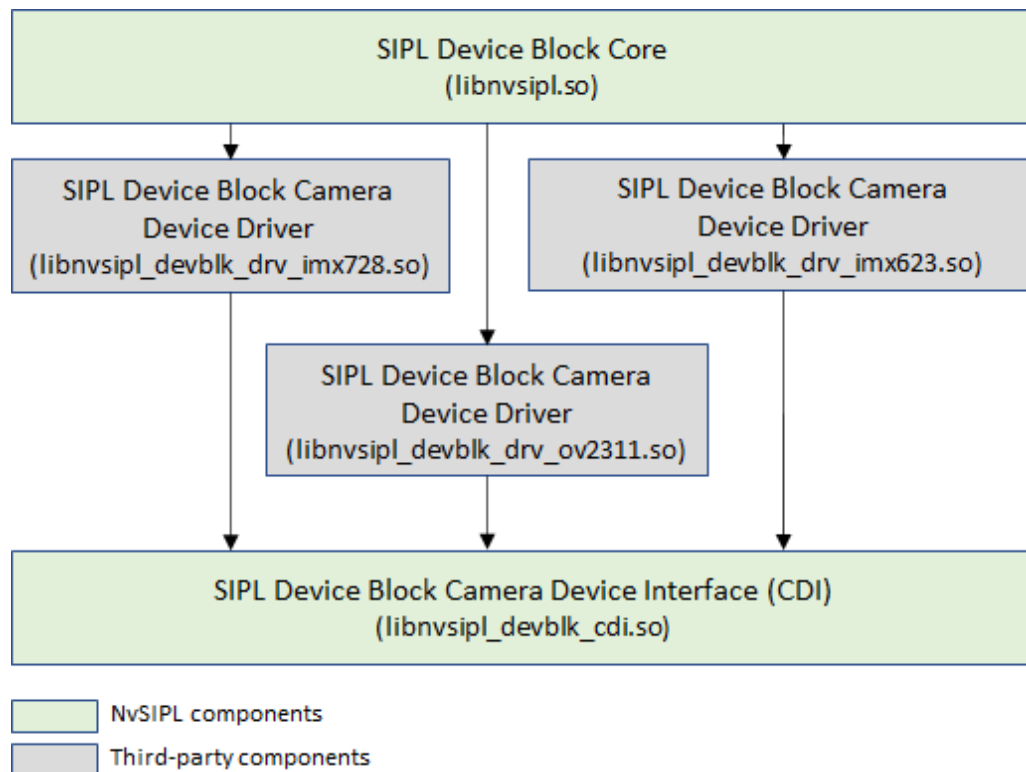 SIPL Device Block Core
(libnvsipl.so)
SIPL Device Block Camera
Device Driver
(libnvsipl_devblk_drv_imx728.so)
SIPL Device Block Camera
Device Driver
(libnvsipl_devblk_drv_imx623.so)
SIPL Device Block Camera
Device Driver
(libnvsipl_devblk_drv_ov2311.so)
SIPL Device Block Camera Device Interface (CDI)
(libnvsipl_devblk_cdi.so)
NvSIPL components
Third-party components